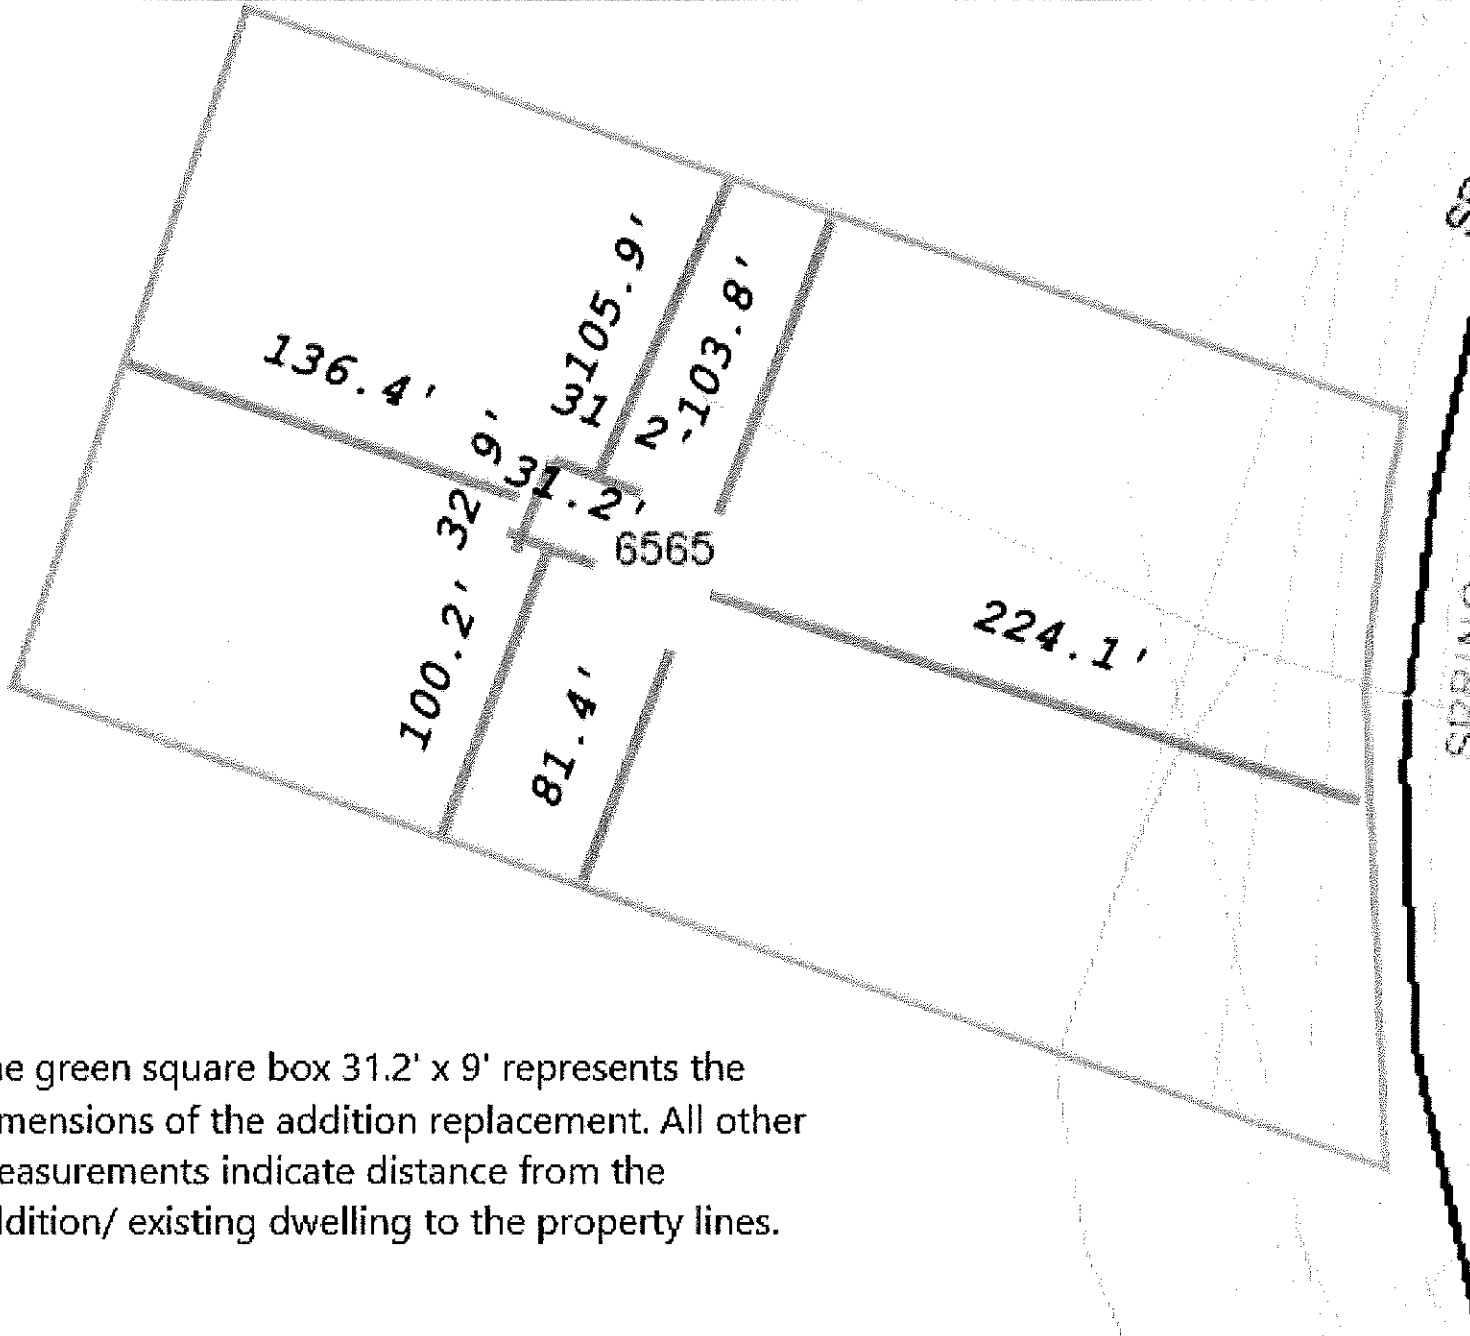 105.9'
103.8'
136.4'
31 2'
32 9'
31.2'
6565
100.2'
224.1'
81.4'
SPRING
SP
e green square box 31.2' x 9' represents the
mensions of the addition replacement. All other
easurements indicate distance from the
ldition/ existing dwelling to the property lines.